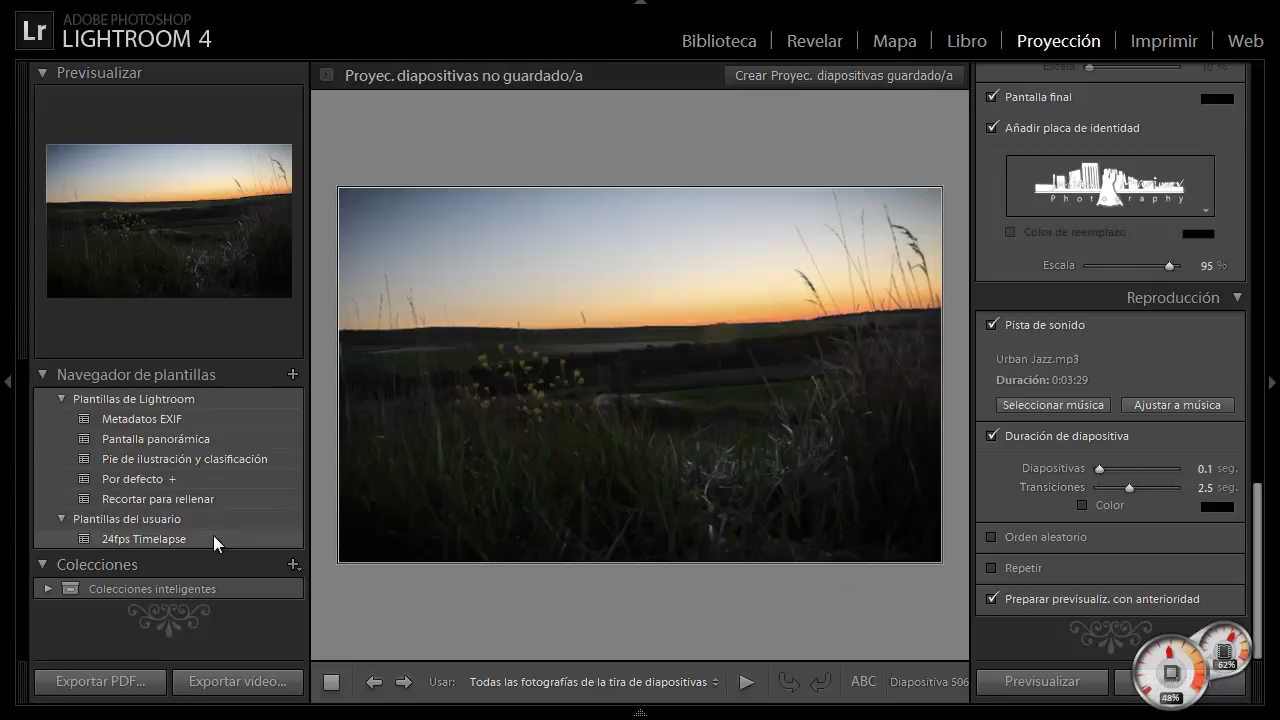 Lr
ADOBE PHOTOSHOP
LIGHTROOM 4
Biblioteca
Revelar
Mapa
Libro
Proyección
Imprimir
Web
Previsualizar
Navegador de plantillas
Plantillas de Lightroom
Metadatos EXIF
Pantalla panorámica
Pie de ilustración y clasificación
Por defecto +
Recortar para rellenar
Plantillas del usuario
24fps Timelapse
Colecciones
Colecciones inteligentes
Exportar PDF...
Exportar vídeo...
Proyec. diapositivas no guardado/a
Crear Proyec. diapositivas guardado/a
Usar: Todas las fotografías de la tira de diapositivas
ABC
Diapositiva 506
Escala 10 %
Pantalla final
Añadir placa de identidad
Photography
Color de reemplazo
Escala 95 %
Reproducción
Pista de sonido
Urban Jazz.mp3
Duración: 0:03:29
Seleccionar música
Ajustar a música
Duración de diapositiva
Diapositivas 0.1 seg.
Transiciones 2.5 seg.
Color
Orden aleatorio
Repetir
Preparar previsualiz. con anterioridad
Previsualizar
62%
48%